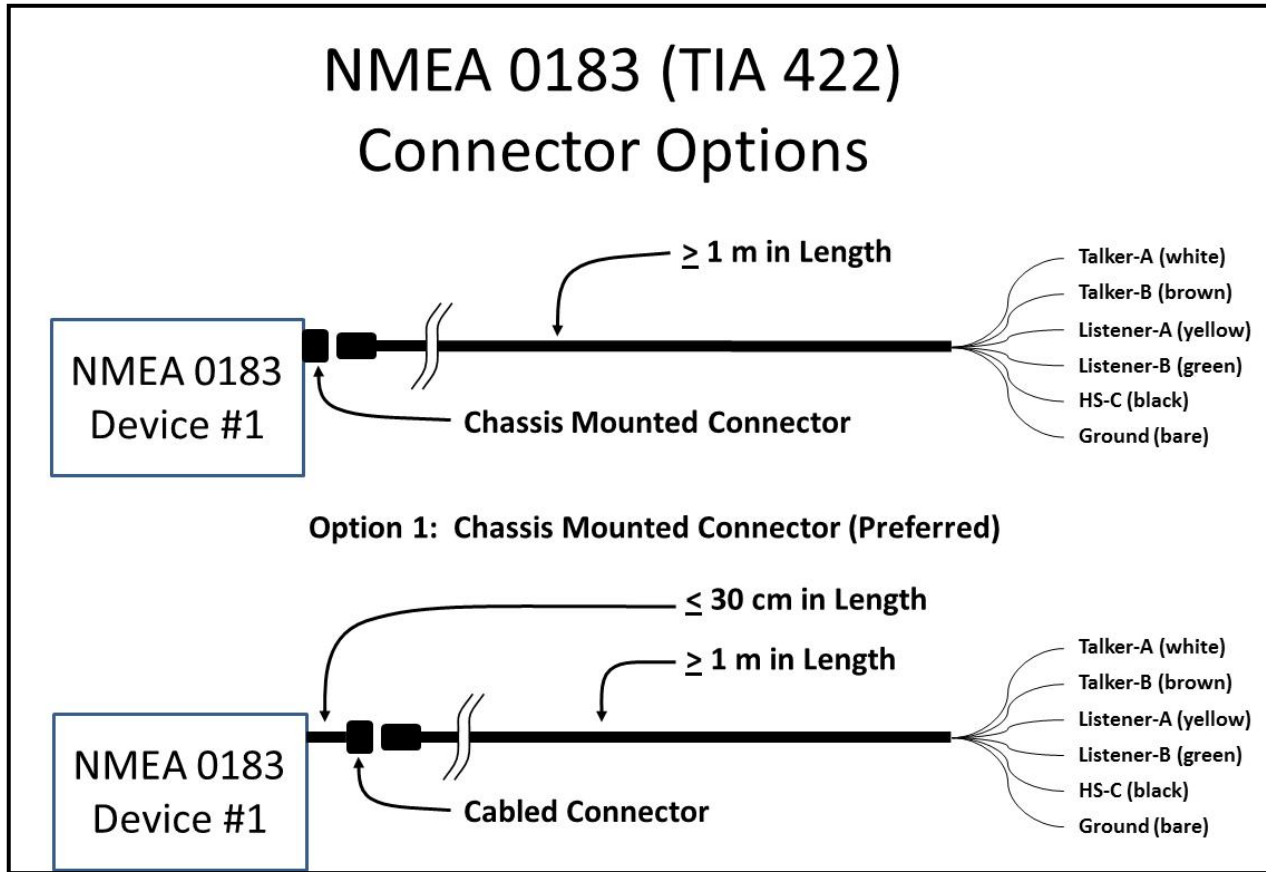 NMEA 0183 (TIA 422)
Connector Options
≥ 1 m in Length
Talker-A (white)
Talker-B (brown)
Listener-A (yellow)
Listener-B (green)
HS-C (black)
Ground (bare)
NMEA 0183
Device #1
Chassis Mounted Connector
Option 1: Chassis Mounted Connector (Preferred)
≤ 30 cm in Length
≥ 1 m in Length
Talker-A (white)
Talker-B (brown)
Listener-A (yellow)
Listener-B (green)
HS-C (black)
Ground (bare)
NMEA 0183
Device #1
Cabled Connector